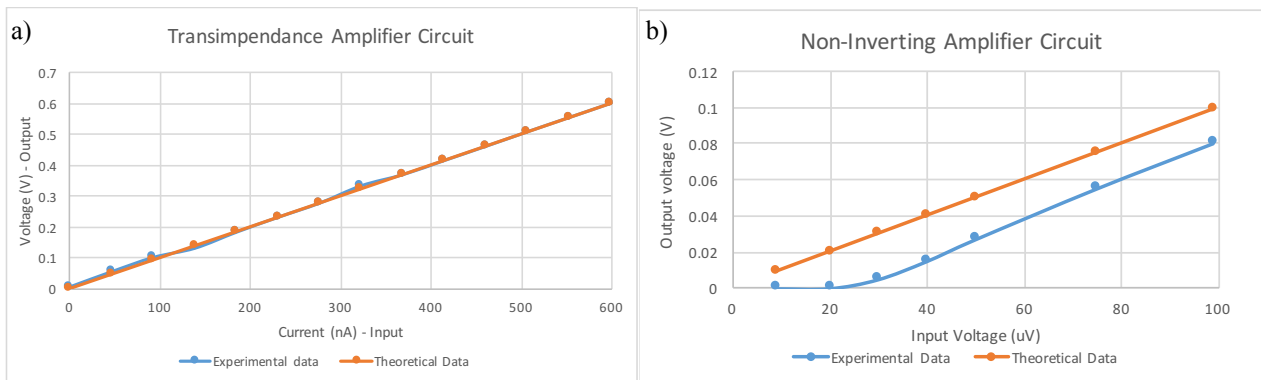 a)
Transimpendance Amplifier Circuit
0.7
0.6
0.5
0.4
0.3
0.2
0.1
0
Voltage (V) - Output
0 100 200 300 400 500 600
Current (nA) - Input
Experimental data Theoretical Data
b)
Non-Inverting Amplifier Circuit
0.12
0.1
0.08
0.06
0.04
0.02
0
Output voltage (V)
0 20 40 60 80 100
Input Voltage (uV)
Experimental Data Theoretical Data